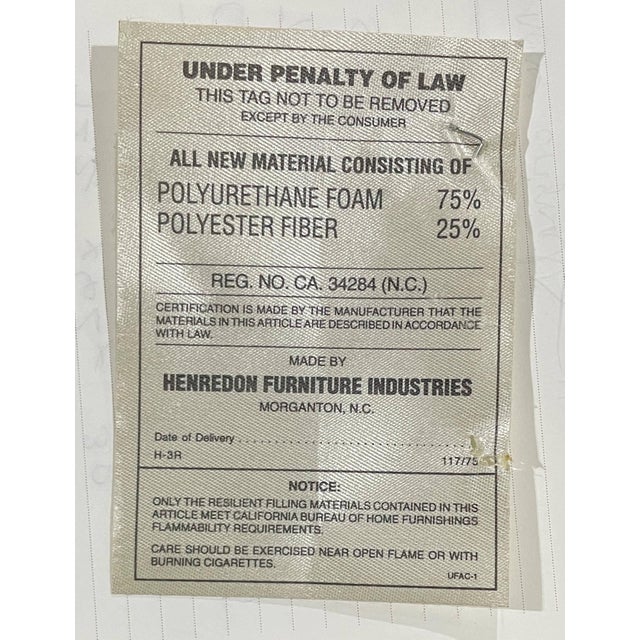 UNDER PENALTY OF LAW
THIS TAG NOT TO BE REMOVED
EXCEPT BY THE CONSUMER
ALL NEW MATERIAL CONSISTING OF
POLYURETHANE FOAM 75%
POLYESTER FIBER 25%
REG. NO. CA. 34284 (N.C.)
CERTIFICATION IS MADE BY THE MANUFACTURER THAT THE
MATERIALS IN THIS ARTICLE ARE DESCRIBED IN ACCORDANCE
WITH LAW.
MADE BY
HENREDON FURNITURE INDUSTRIES
MORGANTON, N.C.
Date of Delivery ........................................
H-3R 117/75
NOTICE:
ONLY THE RESILIENT FILLING MATERIALS CONTAINED IN THIS
ARTICLE MEET CALIFORNIA BUREAU OF HOME FURNISHINGS
FLAMMABILITY REQUIREMENTS.
CARE SHOULD BE EXERCISED NEAR OPEN FLAME OR WITH
BURNING CIGARETTES.
UFAC-1